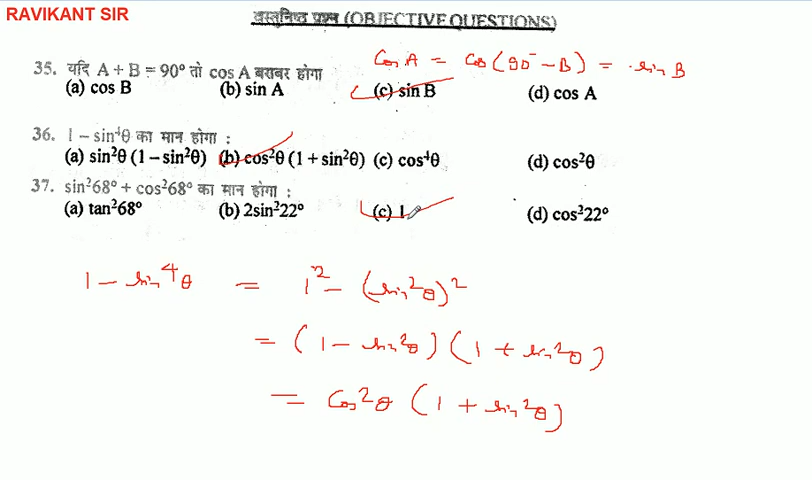 RAVIKANT SIR
वस्तुनिष्ठ प्रश्न (OBJECTIVE QUESTIONS)
Cos A = Cos (90° - B) = sin B
35. यदि A + B = 90° तो cos A बराबर होगा
(a) cos B (b) sin A (c) sin B (d) cos A
36. 1 – sin⁴θ का मान होगा :
(a) sin²θ (1 – sin²θ) (b) cos²θ (1 + sin²θ) (c) cos⁴θ (d) cos²θ
37. sin²68° + cos²68° का मान होगा :
(a) tan²68° (b) 2sin²22° (c) 1 (d) cos²22°
1 - sin⁴θ = 1² - (sin²θ)²
= (1 - sin²θ) (1 + sin²θ)
= Cos²θ (1 + sin²θ)